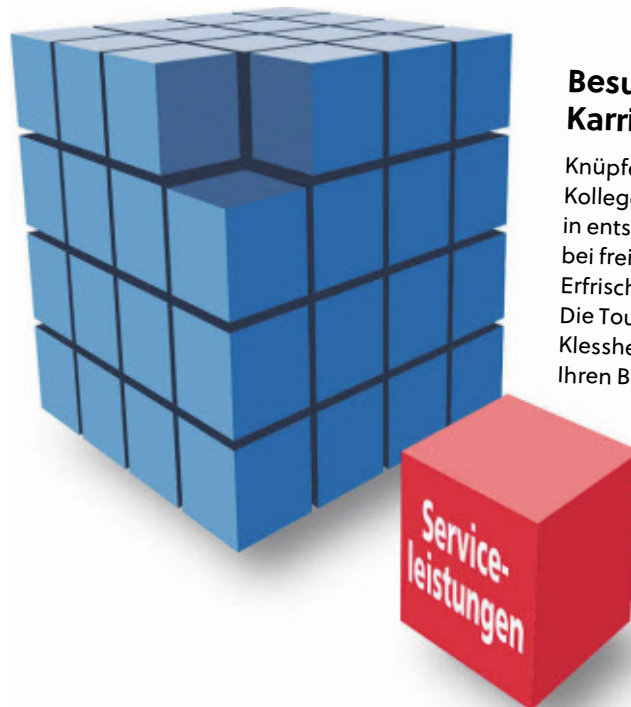 Besu
Karri
Knüpfe
Kolleg
in ents
bei frei
Erfrisch
Die Tou
Klesshe
Ihren B
Service-
leistungen